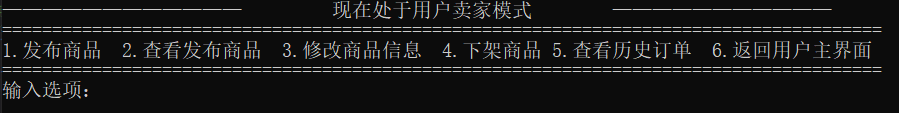 现在处于用户卖家模式
1.发布商品 2.查看发布商品 3.修改商品信息 4.下架商品 5.查看历史订单 6.返回用户主界面
输入选项: